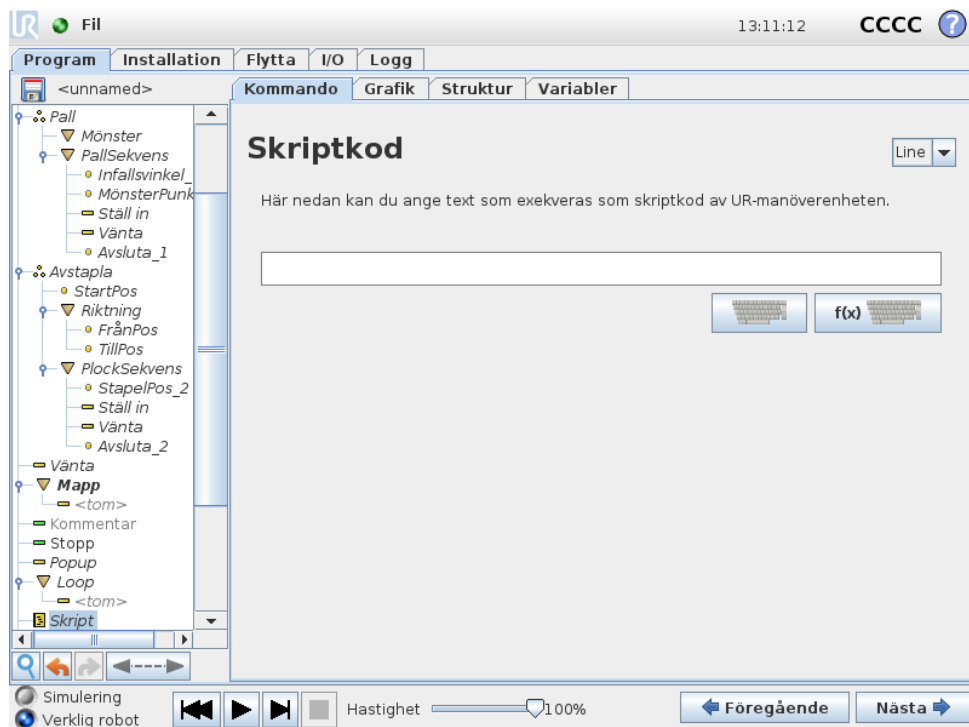 UR Fil 13:11:12 CCCC ?
Program Installation Flytta I/O Logg
<unnamed>
Kommando Grafik Struktur Variabler
Pall
Mönster
PallSekvens
Infallsvinkel_
MönsterPunk
Ställ in
Vänta
Avsluta_1
Avstapla
StartPos
Riktning
FrånPos
TillPos
PlockSekvens
StapelPos_2
Ställ in
Vänta
Avsluta_2
Vänta
Mapp
<tom>
Kommentar
Stopp
Popup
Loop
<tom>
Skript
Skriptkod
Line
Här nedan kan du ange text som exekveras som skriptkod av UR-manöverenheten.
f(x)
Simulering
Verklig robot
Hastighet 100%
Föregående Nästa